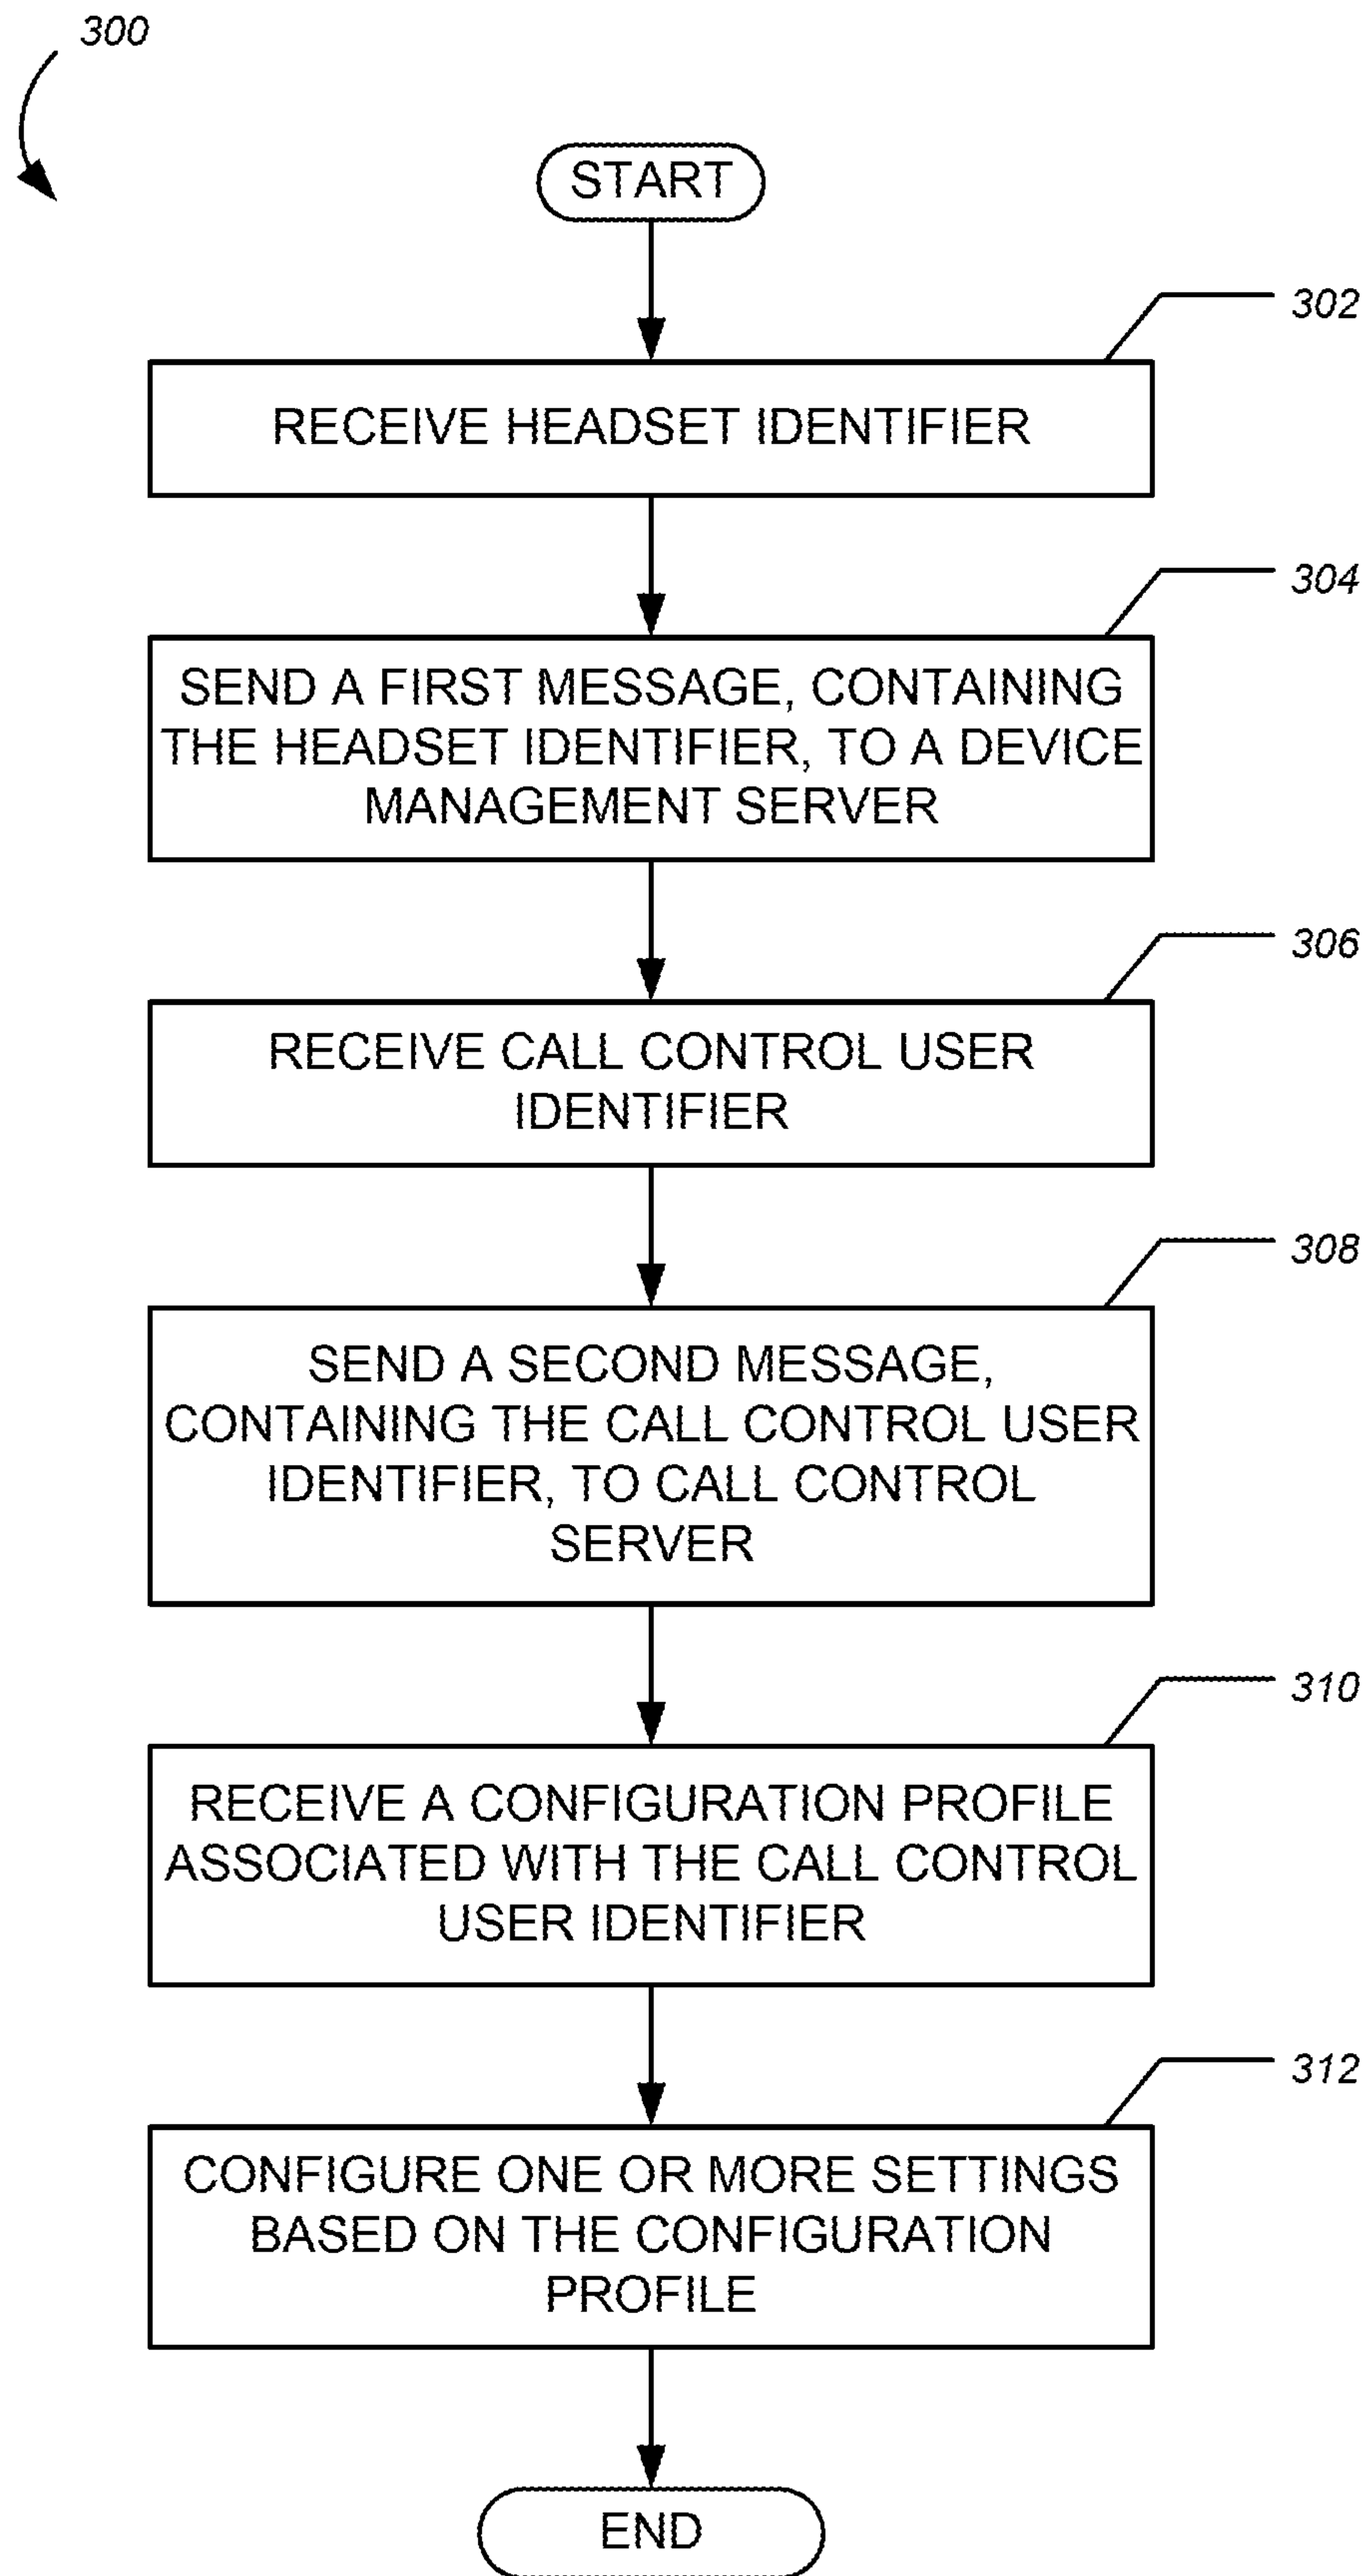 300
START
302
RECEIVE HEADSET IDENTIFIER
304
SEND A FIRST MESSAGE, CONTAINING
THE HEADSET IDENTIFIER, TO A DEVICE
MANAGEMENT SERVER
306
RECEIVE CALL CONTROL USER
IDENTIFIER
308
SEND A SECOND MESSAGE,
CONTAINING THE CALL CONTROL USER
IDENTIFIER, TO CALL CONTROL
SERVER
310
RECEIVE A CONFIGURATION PROFILE
ASSOCIATED WITH THE CALL CONTROL
USER IDENTIFIER
312
CONFIGURE ONE OR MORE SETTINGS
BASED ON THE CONFIGURATION
PROFILE
END